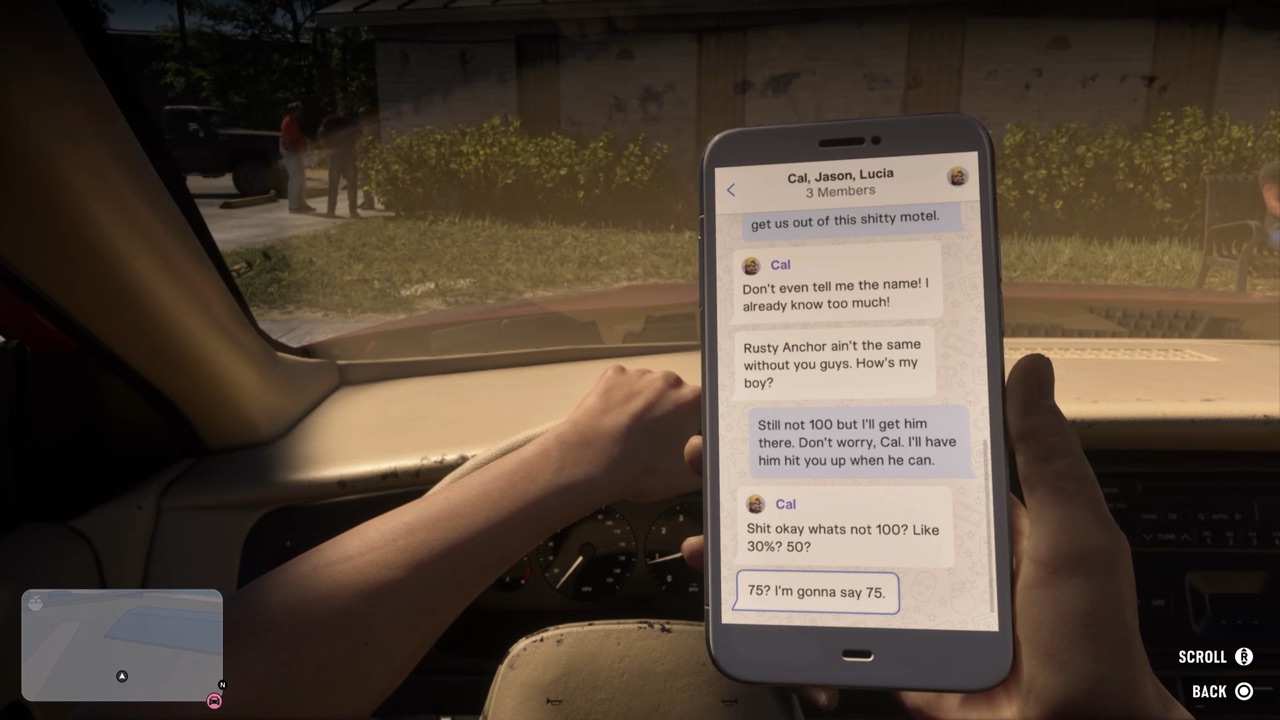 Cal, Jason, Lucia
3 Members
get us out of this shitty motel.
Cal
Don't even tell me the name! I
already know too much!
Rusty Anchor ain't the same
without you guys. How's my
boy?
Still not 100 but I'll get him
there. Don't worry, Cal. I'll have
him hit you up when he can.
Cal
Shit okay whats not 100? Like
30%? 50?
75? I'm gonna say 75.
N
SCROLL R
BACK